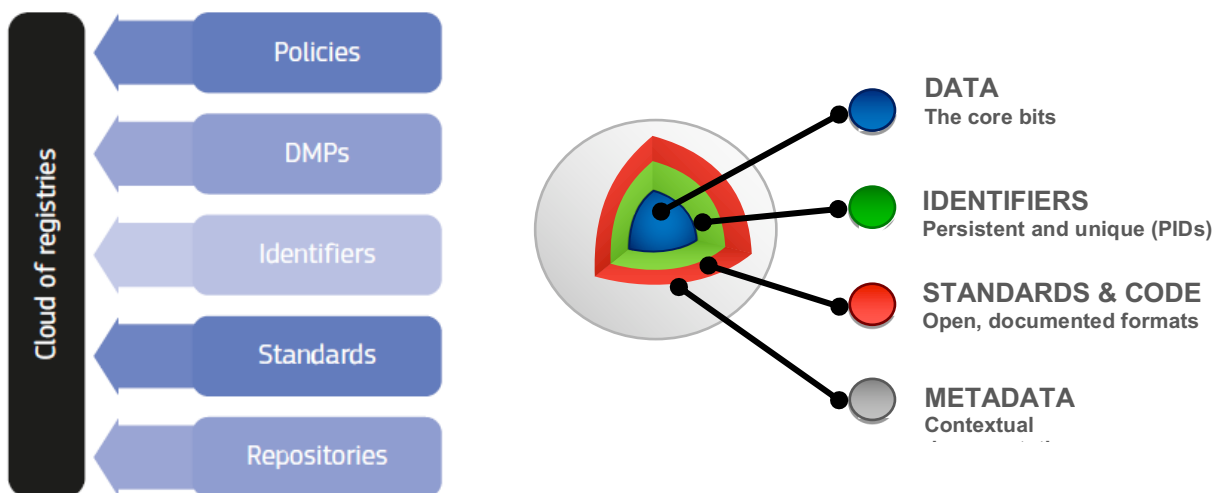 Cloud of registries
Policies
DMPs
Identifiers
Standards
Repositories
DATA
The core bits
IDENTIFIERS
Persistent and unique (PIDs)
STANDARDS & CODE
Open, documented formats
METADATA
Contextual